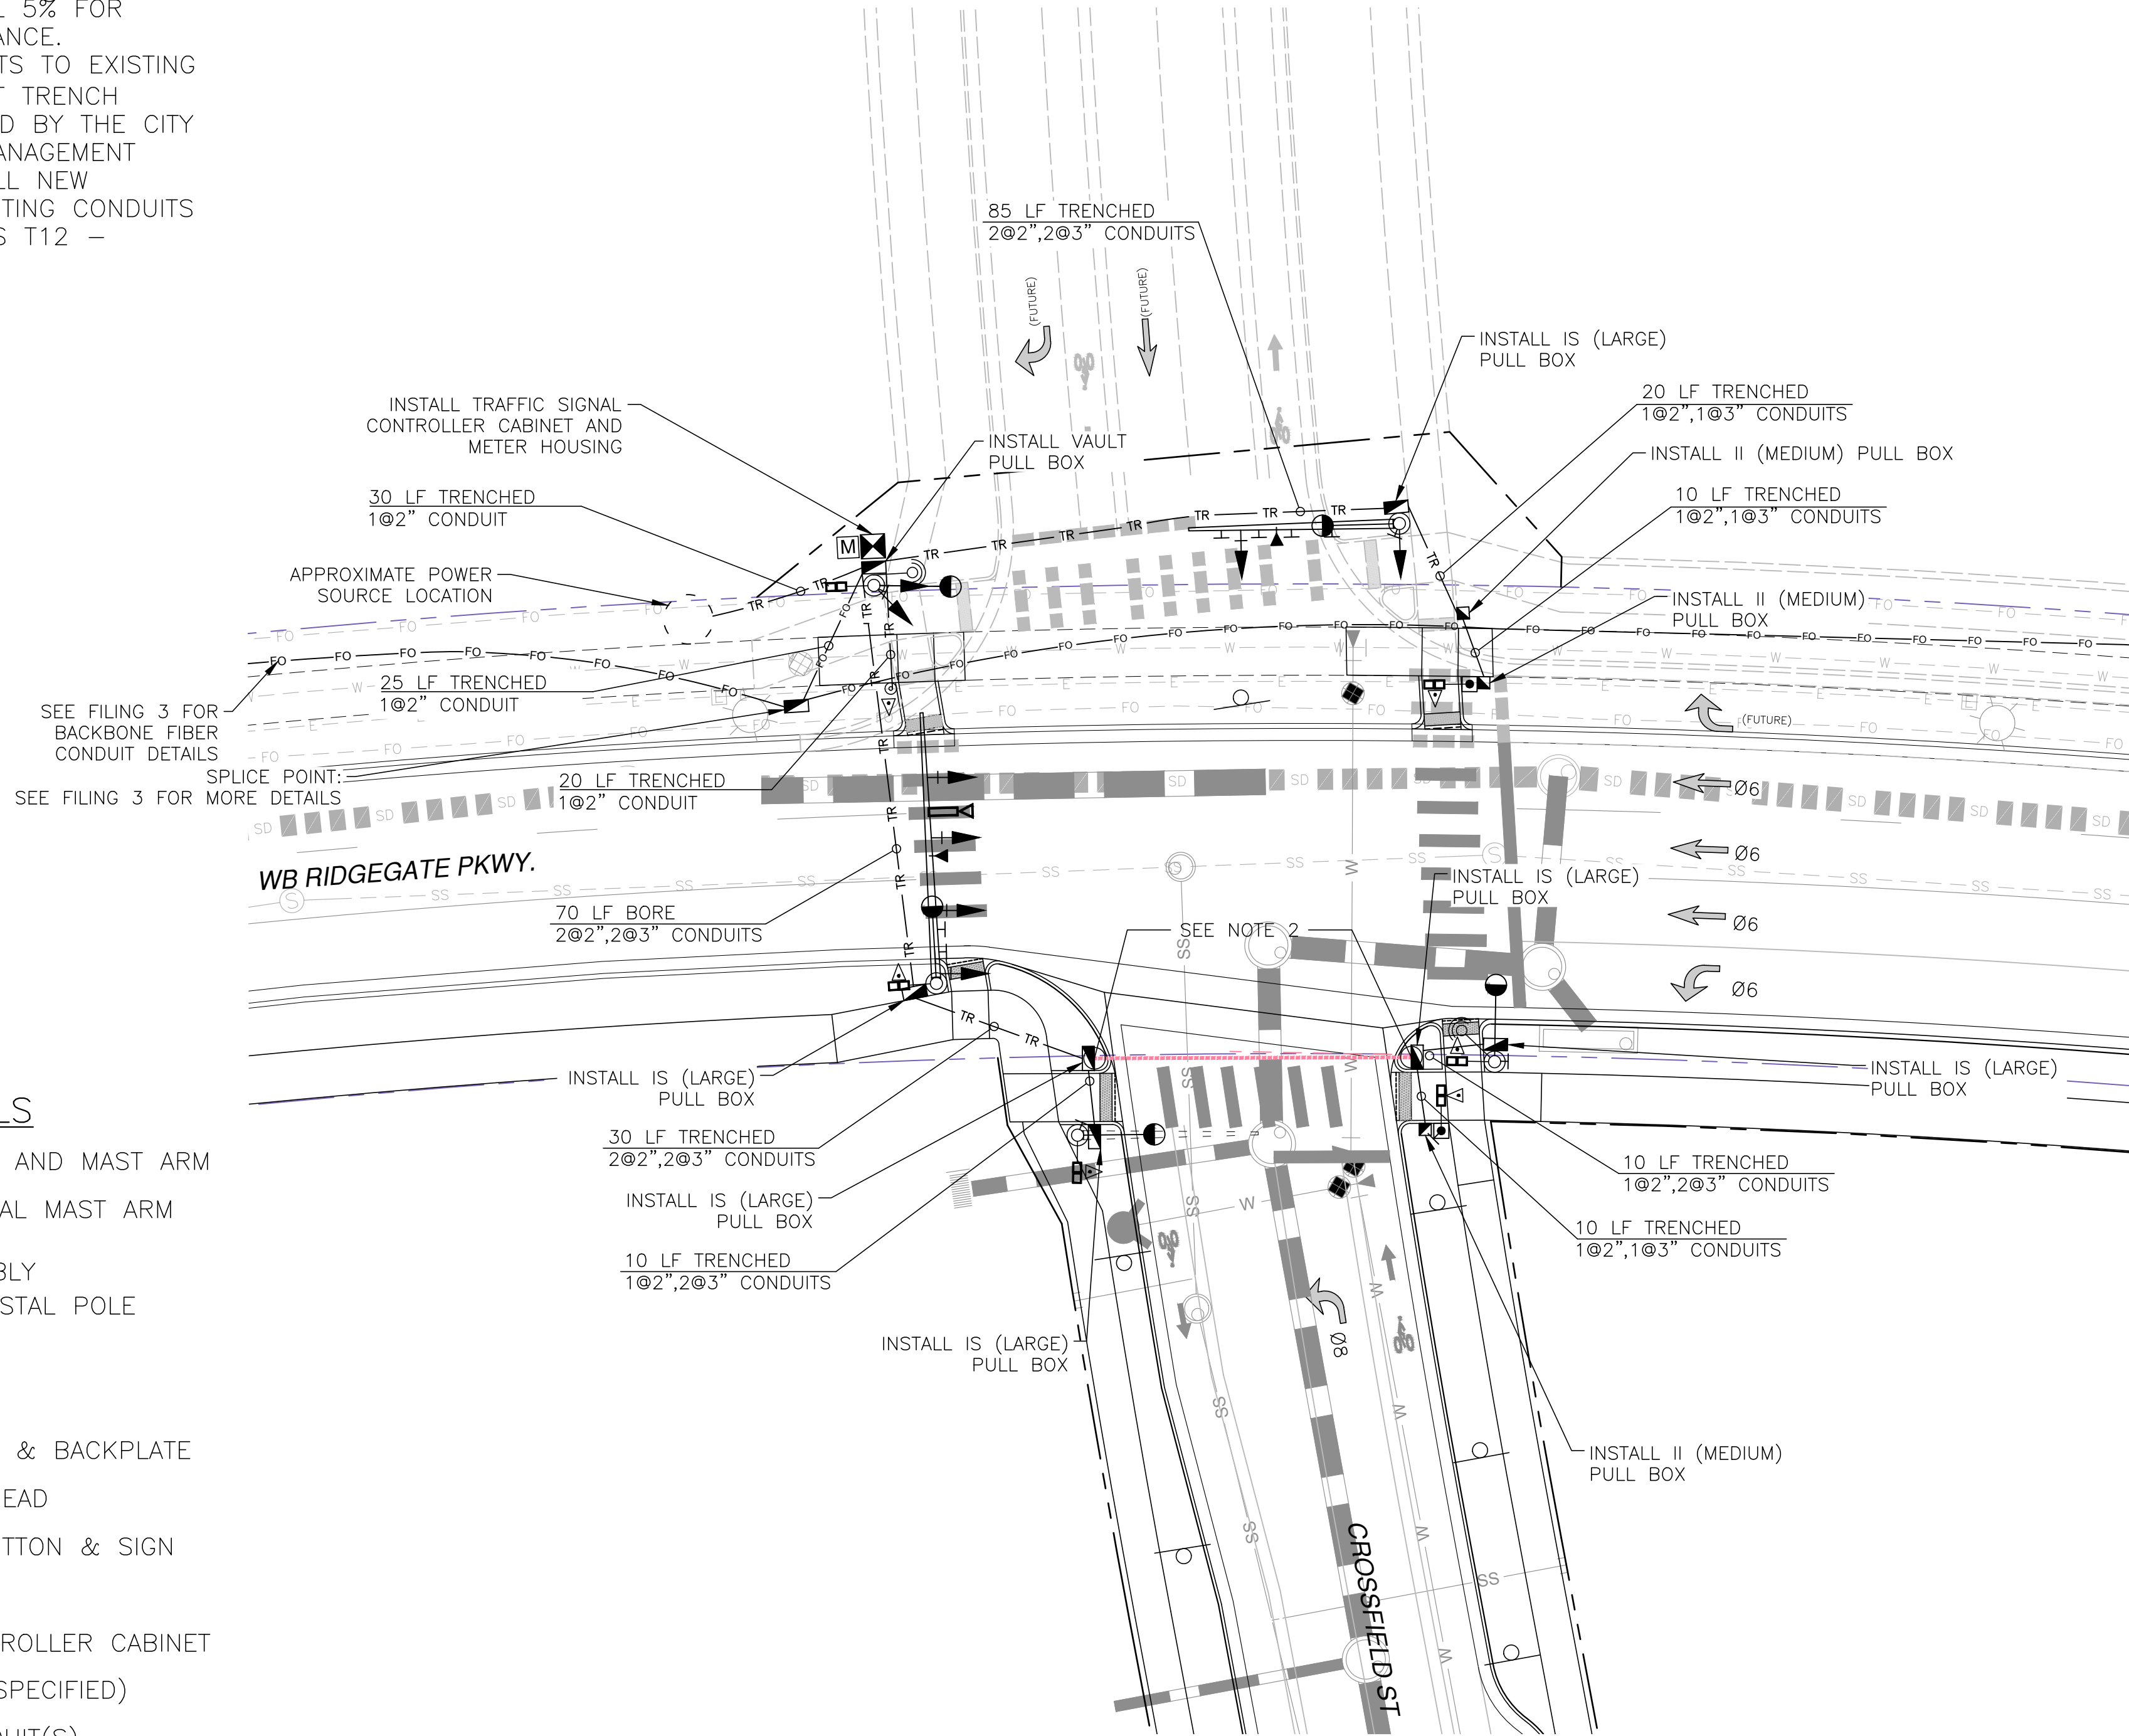 5% FOR
TS TO EXISTING
TRENCH
D BY THE CITY
ANAGEMENT
LL NEW
TING CONDUITS
S T12 –
85 LF TRENCHED
2@2",2@3" CONDUITS
(FUTURE)
(FUTURE)
INSTALL IS (LARGE)
PULL BOX
20 LF TRENCHED
1@2",1@3" CONDUITS
INSTALL TRAFFIC SIGNAL
CONTROLLER CABINET AND
METER HOUSING
INSTALL VAULT
PULL BOX
INSTALL II (MEDIUM) PULL BOX
30 LF TRENCHED
1@2" CONDUIT
10 LF TRENCHED
1@2",1@3" CONDUITS
M
APPROXIMATE POWER
SOURCE LOCATION
INSTALL II (MEDIUM)
PULL BOX
25 LF TRENCHED
1@2" CONDUIT
SEE FILING 3 FOR
BACKBONE FIBER
CONDUIT DETAILS
(FUTURE)
SPLICE POINT:
SEE FILING 3 FOR MORE DETAILS
20 LF TRENCHED
1@2" CONDUIT
Ø6
WB RIDGEGATE PKWY.
Ø6
INSTALL IS (LARGE)
PULL BOX
70 LF BORE
2@2",2@3" CONDUITS
SEE NOTE 2
Ø6
Ø6
INSTALL IS (LARGE)
PULL BOX
INSTALL IS (LARGE)
PULL BOX
LS
AND MAST ARM
30 LF TRENCHED
2@2",2@3" CONDUITS
10 LF TRENCHED
1@2",2@3" CONDUITS
AL MAST ARM
INSTALL IS (LARGE)
PULL BOX
10 LF TRENCHED
1@2",1@3" CONDUITS
BLY
10 LF TRENCHED
1@2",2@3" CONDUITS
STAL POLE
INSTALL IS (LARGE)
PULL BOX
Ø8
& BACKPLATE
INSTALL II (MEDIUM)
PULL BOX
EAD
TTON & SIGN
CROSSFIELD ST
ROLLER CABINET
SPECIFIED)